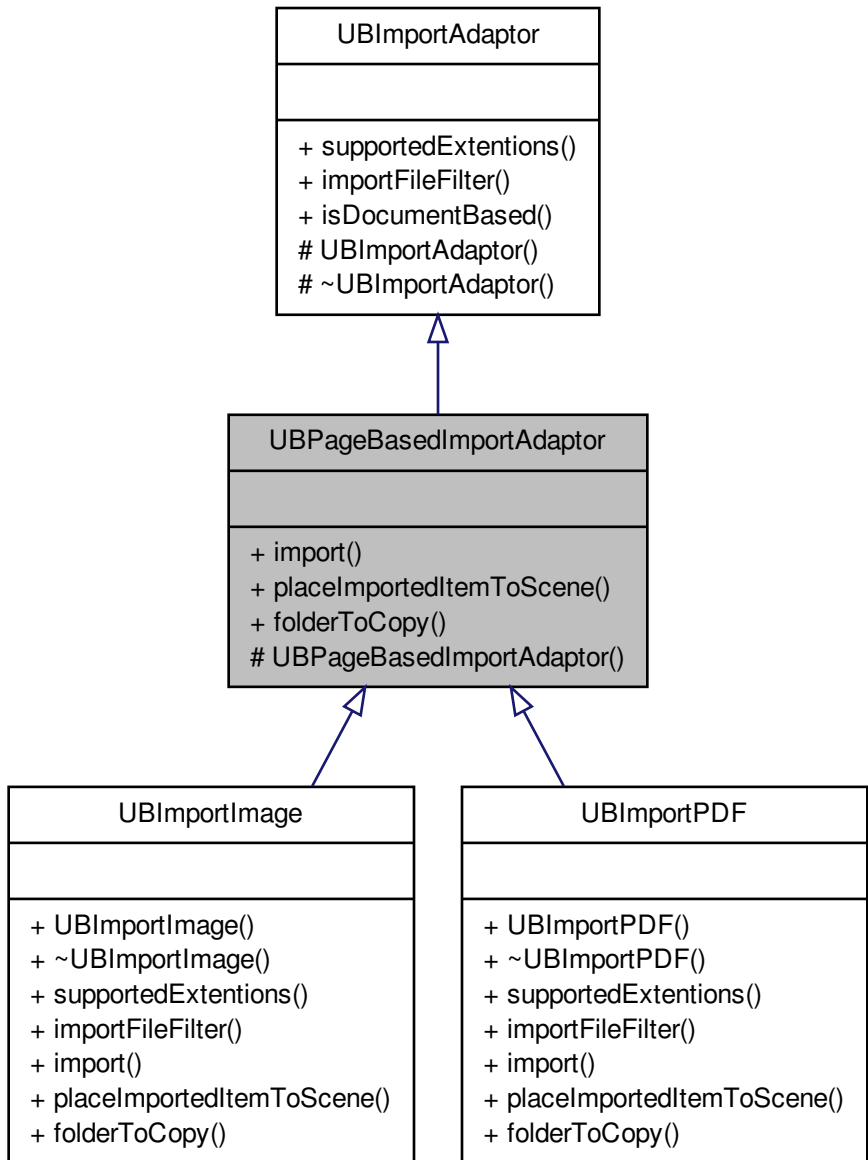 UBImportAdaptor
+ supportedExtentions()
+ importFileFilter()
+ isDocumentBased()
# UBImportAdaptor()
# ~UBImportAdaptor()
UBPageBasedImportAdaptor
+ import()
+ placeImportedItemToScene()
+ folderToCopy()
# UBPageBasedImportAdaptor()
UBImportImage
+ UBImportImage()
+ ~UBImportImage()
+ supportedExtentions()
+ importFileFilter()
+ import()
+ placeImportedItemToScene()
+ folderToCopy()
UBImportPDF
+ UBImportPDF()
+ ~UBImportPDF()
+ supportedExtentions()
+ importFileFilter()
+ import()
+ placeImportedItemToScene()
+ folderToCopy()